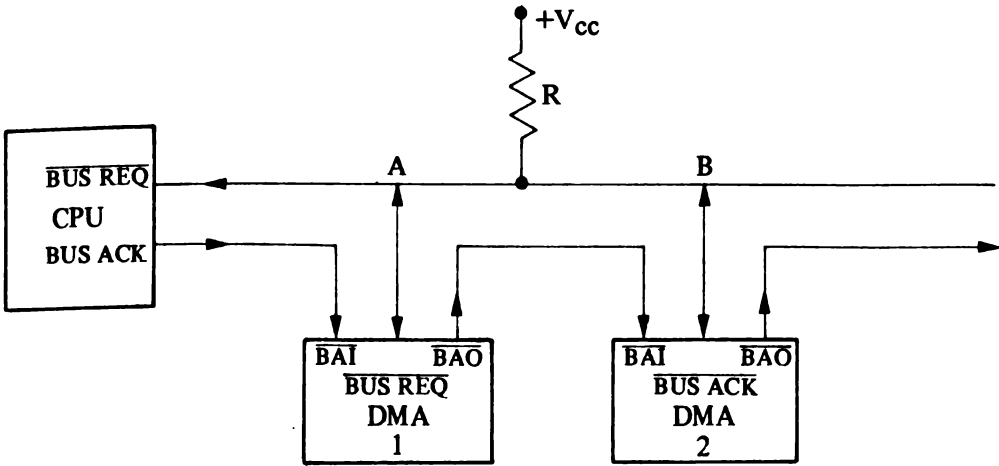 +Vcc
R
A
B
BUS REQ
CPU
BUS ACK
BAI
BAO
BUS REQ
DMA
1
BAI
BAO
BUS ACK
DMA
2